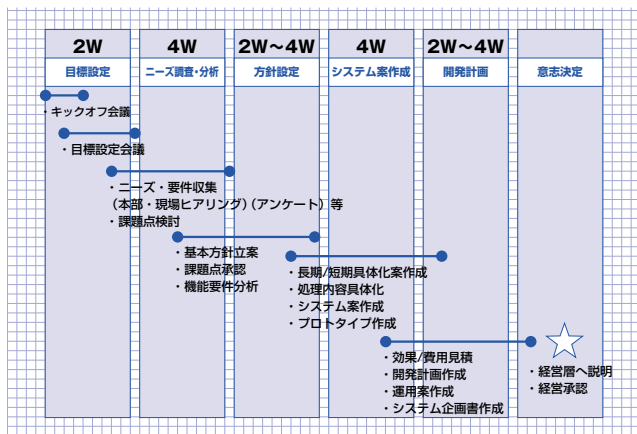 2W
4W
2W～4W
4W
2W～4W
目標設定
ニーズ調査・分析
方針設定
システム案作成
開発計画
意志決定
・キックオフ会議
・目標設定会議
・ニーズ・要件収集
（本部・現場ヒアリング）（アンケート）等
・課題点検討
・基本方針立案
・課題点承認
・機能要件分析
・長期/短期具体化案作成
・処理内容具体化
・システム案作成
・プロトタイプ作成
・効果/費用見積
・開発計画作成
・運用案作成
・システム企画書作成
・経営層へ説明
・経営承認